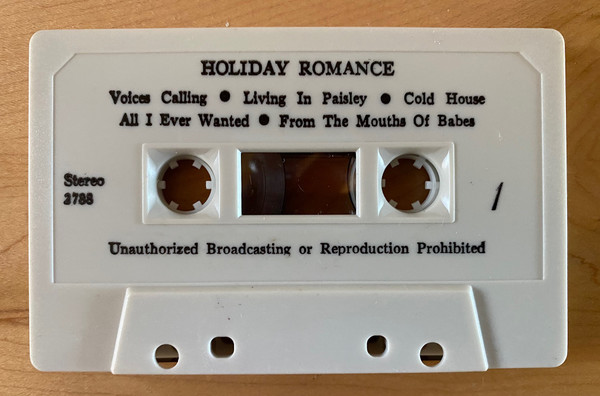 HOLIDAY ROMANCE
Voices Calling ● Living In Paisley ● Cold House
All I Ever Wanted ● From The Mouths Of Babes
Stereo
2788
1
Unauthorized Broadcasting or Reproduction Prohibited